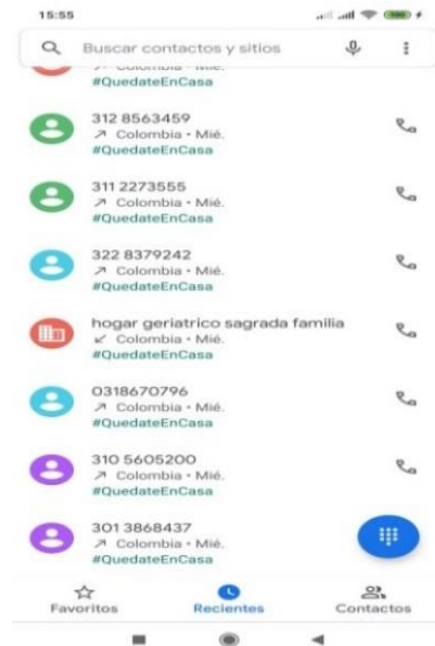 15:55
Buscar contactos y sitios
Colombia • Mié.
#QuedateEnCasa
312 8563459
Colombia • Mié.
#QuedateEnCasa
311 2273555
Colombia • Mié.
#QuedateEnCasa
322 8379242
Colombia • Mié.
#QuedateEnCasa
hogar geriatrico sagrada familia
Colombia • Mié.
#QuedateEnCasa
0318670796
Colombia • Mié.
#QuedateEnCasa
310 5605200
Colombia • Mié.
#QuedateEnCasa
301 3868437
Colombia • Mié.
#QuedateEnCasa
Favoritos
Recientes
Contactos